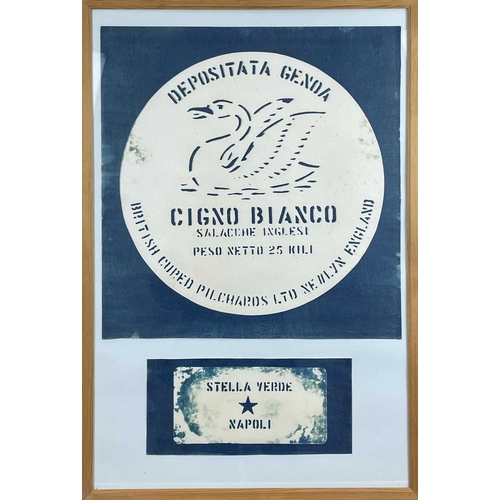 DEPOSITATA GENOA
CIGNO BIANCO
SALACCHE INGLESI
PESO NETTO 25 KILI
BRITISH CURED PILCHARDS LTD NEWLYN ENGLAND
STELLA VERDE
NAPOLI